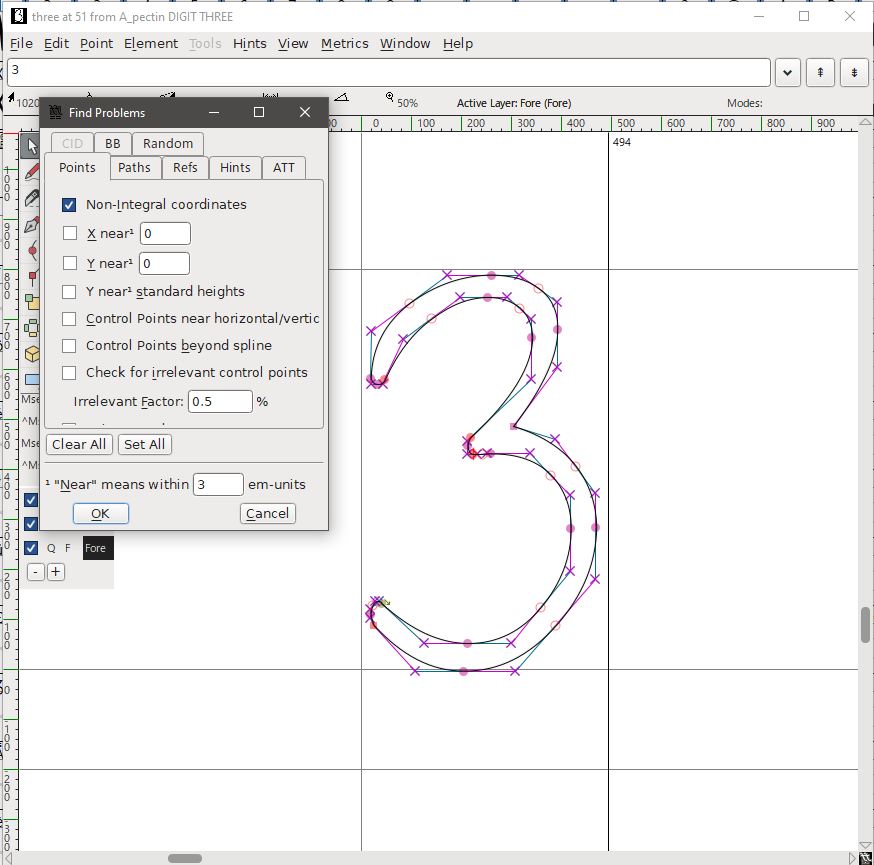 three at 51 from A_pectin DIGIT THREE
File Edit Point Element Tools Hints View Metrics Window Help
3
1020
50%
Active Layer: Fore (Fore)
Modes:
Find Problems
0 100 200 300 400 500 600 700 800 900
494
CID BB Random
Points Paths Refs Hints ATT
Non-Integral coordinates
X near¹ 0
Y near¹ 0
Y near¹ standard heights
Control Points near horizontal/vertic
Control Points beyond spline
Check for irrelevant control points
Irrelevant Factor: 0.5 %
Clear All Set All
¹ "Near" means within 3 em-units
OK Cancel
Q F Fore
- +